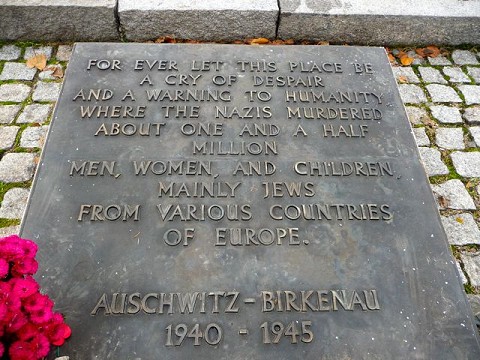 FOR EVER LET THIS PLACE BE
A CRY OF DESPAIR
AND A WARNING TO HUMANITY,
WHERE THE NAZIS MURDERED
ABOUT ONE AND A HALF
MILLION
MEN, WOMEN, AND CHILDREN,
MAINLY JEWS
FROM VARIOUS COUNTRIES
OF EUROPE.
AUSCHWITZ-BIRKENAU
1940 - 1945